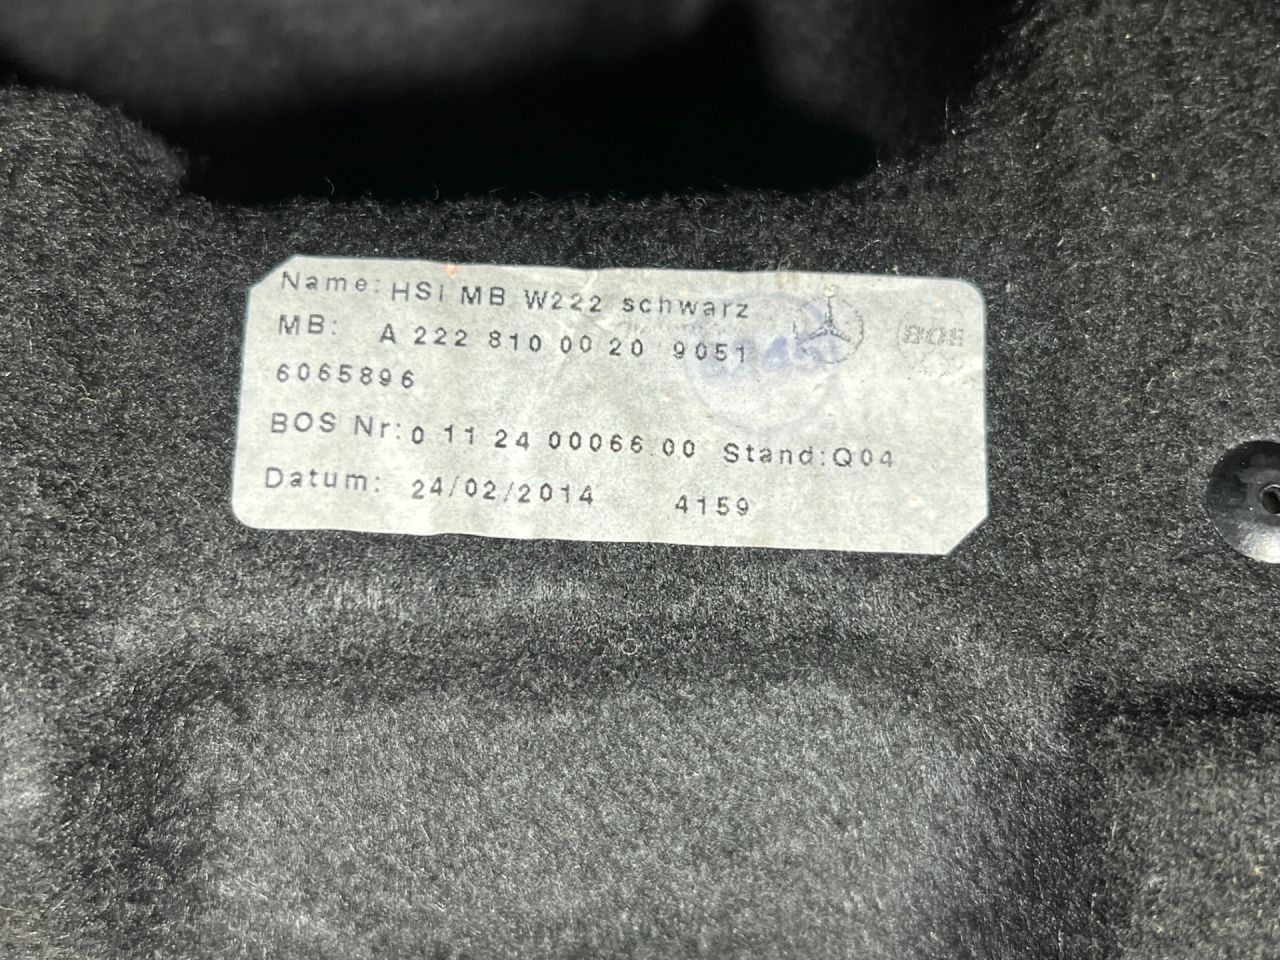 Name: HSI MB W222 schwarz
MB: A 222 810 00 20 9051
BOS
6065896
BOS Nr: 0 11 24 00066 00 Stand: Q04
Datum: 24/02/2014 4159